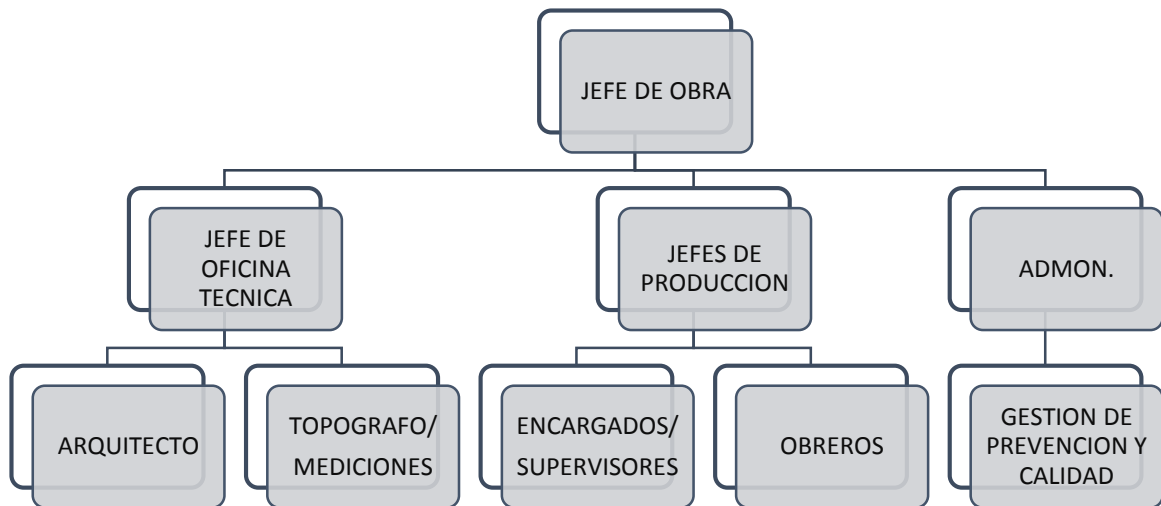 JEFE DE OBRA
JEFE DE
OFICINA
TECNICA
JEFES DE
PRODUCCION
ADMON.
ARQUITECTO
TOPOGRAFO/
MEDICIONES
ENCARGADOS/
SUPERVISORES
OBREROS
GESTION DE
PREVENCION Y
CALIDAD